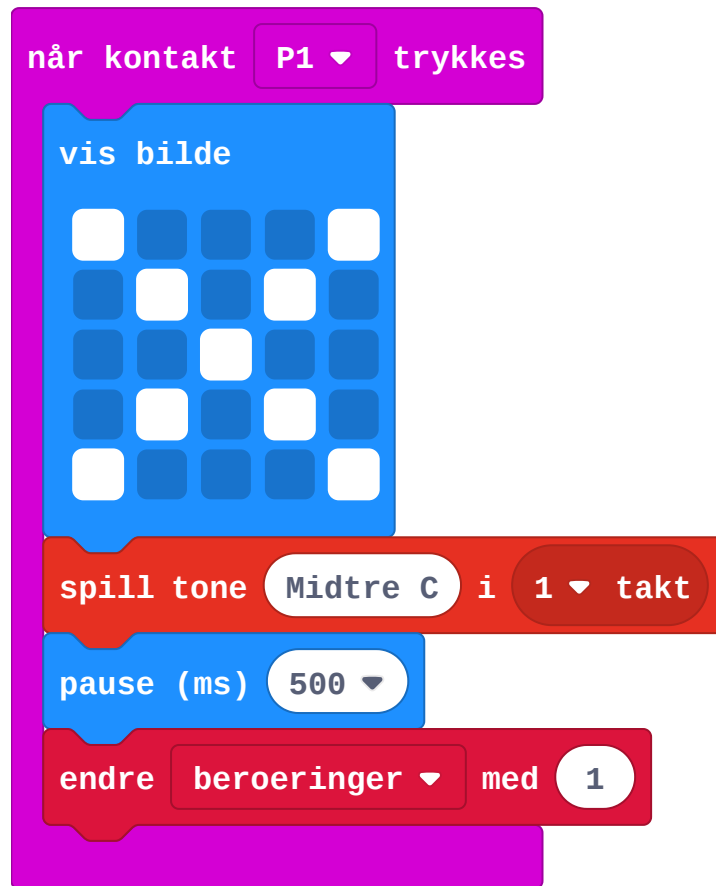 når kontakt P1 trykkes
vis bilde
spill tone Midtre C i 1 takt
pause (ms) 500
endre beroeringer med 1